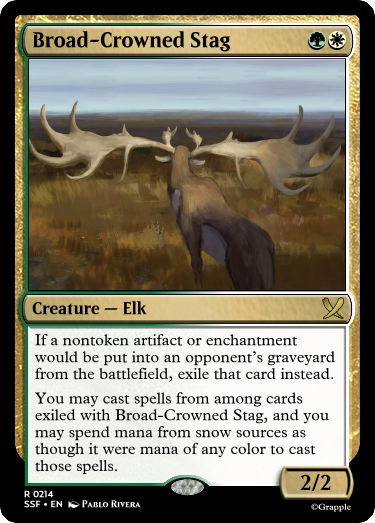 Broad-Crowned Stag
Creature — Elk
If a nontoken artifact or enchantment
would be put into an opponent's graveyard
from the battlefield, exile that card instead.
You may cast spells from among cards
exiled with Broad-Crowned Stag, and you
may spend mana from snow sources as
though it were mana of any color to cast
those spells.
2/2
R 0214
SSF • EN Pablo Rivera
©Grapple